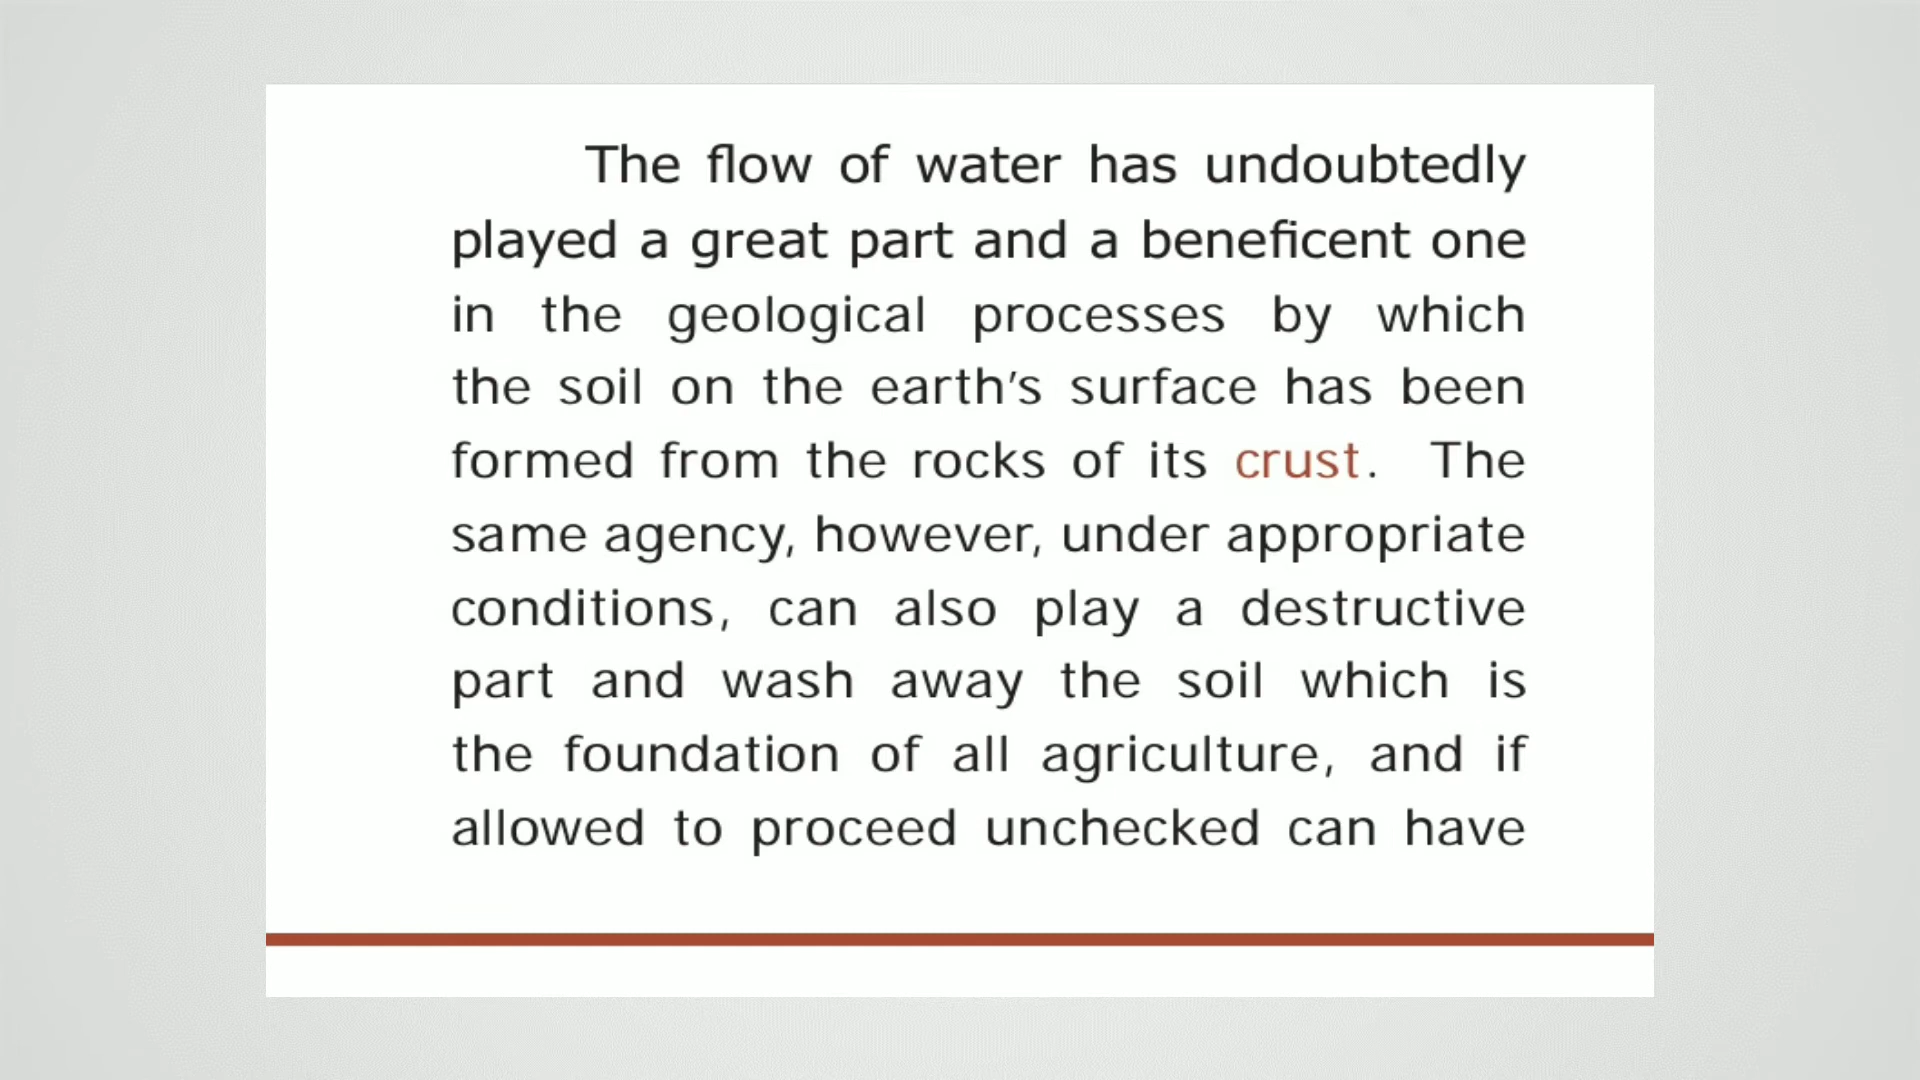 The flow of water has undoubtedly
played a great part and a beneficent one
in the geological processes by which
the soil on the earth’s surface has been
formed from the rocks of its crust. The
same agency, however, under appropriate
conditions, can also play a destructive
part and wash away the soil which is
the foundation of all agriculture, and if
allowed to proceed unchecked can have